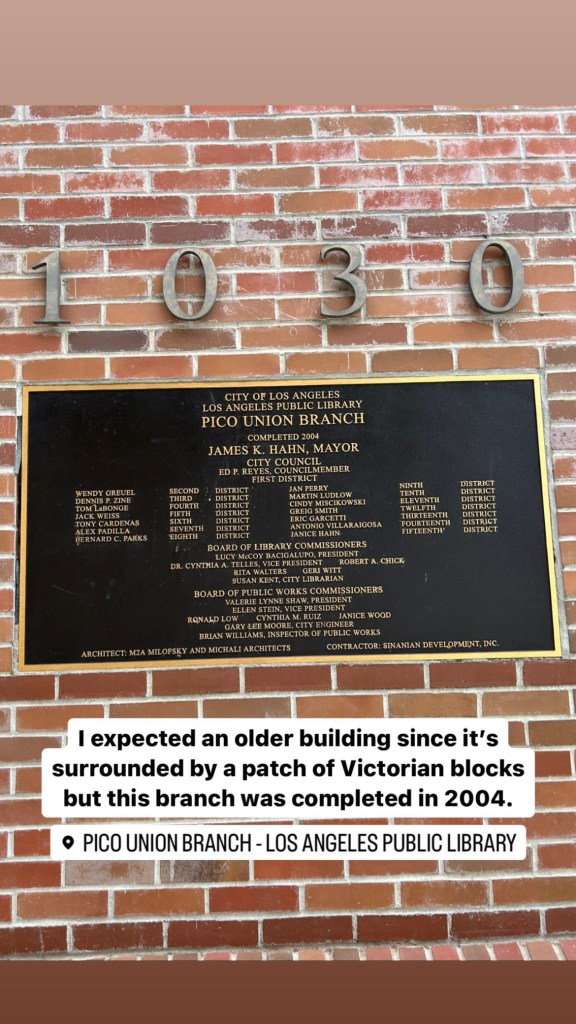 1030
CITY OF LOS ANGELES
LOS ANGELES PUBLIC LIBRARY
PICO UNION BRANCH
COMPLETED 2004
JAMES K. HAHN, MAYOR
CITY COUNCIL
ED P. REYES, COUNCILMEMBER
FIRST DISTRICT
WENDY GREUEL SECOND DISTRICT JAN PERRY NINTH DISTRICT
DENNIS P. ZINE THIRD DISTRICT MARTIN LUDLOW TENTH DISTRICT
TOM LaBONGE FOURTH DISTRICT CINDY MISCIKOWSKI ELEVENTH DISTRICT
JACK WEISS FIFTH DISTRICT GREIG SMITH TWELFTH DISTRICT
TONY CARDENAS SIXTH DISTRICT ERIC GARCETTI THIRTEENTH DISTRICT
ALEX PADILLA SEVENTH DISTRICT ANTONIO VILLARAIGOSA FOURTEENTH DISTRICT
BERNARD C. PARKS EIGHTH DISTRICT JANICE HAHN FIFTEENTH DISTRICT
BOARD OF LIBRARY COMMISSIONERS
LUCY McCOY BACIGALUPO, PRESIDENT
DR. CYNTHIA A. TELLES, VICE PRESIDENT ROBERT A. CHICK
RITA WALTERS GERI WITT
SUSAN KENT, CITY LIBRARIAN
BOARD OF PUBLIC WORKS COMMISSIONERS
VALERIE LYNNE SHAW, PRESIDENT
ELLEN STEIN, VICE PRESIDENT
RONALD LOW CYNTHIA M. RUIZ JANICE WOOD
GARY LEE MOORE, CITY ENGINEER
BRIAN WILLIAMS, INSPECTOR OF PUBLIC WORKS
ARCHITECT: M2A MILOFSKY AND MICHALI ARCHITECTS CONTRACTOR: SINANIAN DEVELOPMENT, INC.
I expected an older building since it's
surrounded by a patch of Victorian blocks
but this branch was completed in 2004.
PICO UNION BRANCH - LOS ANGELES PUBLIC LIBRARY